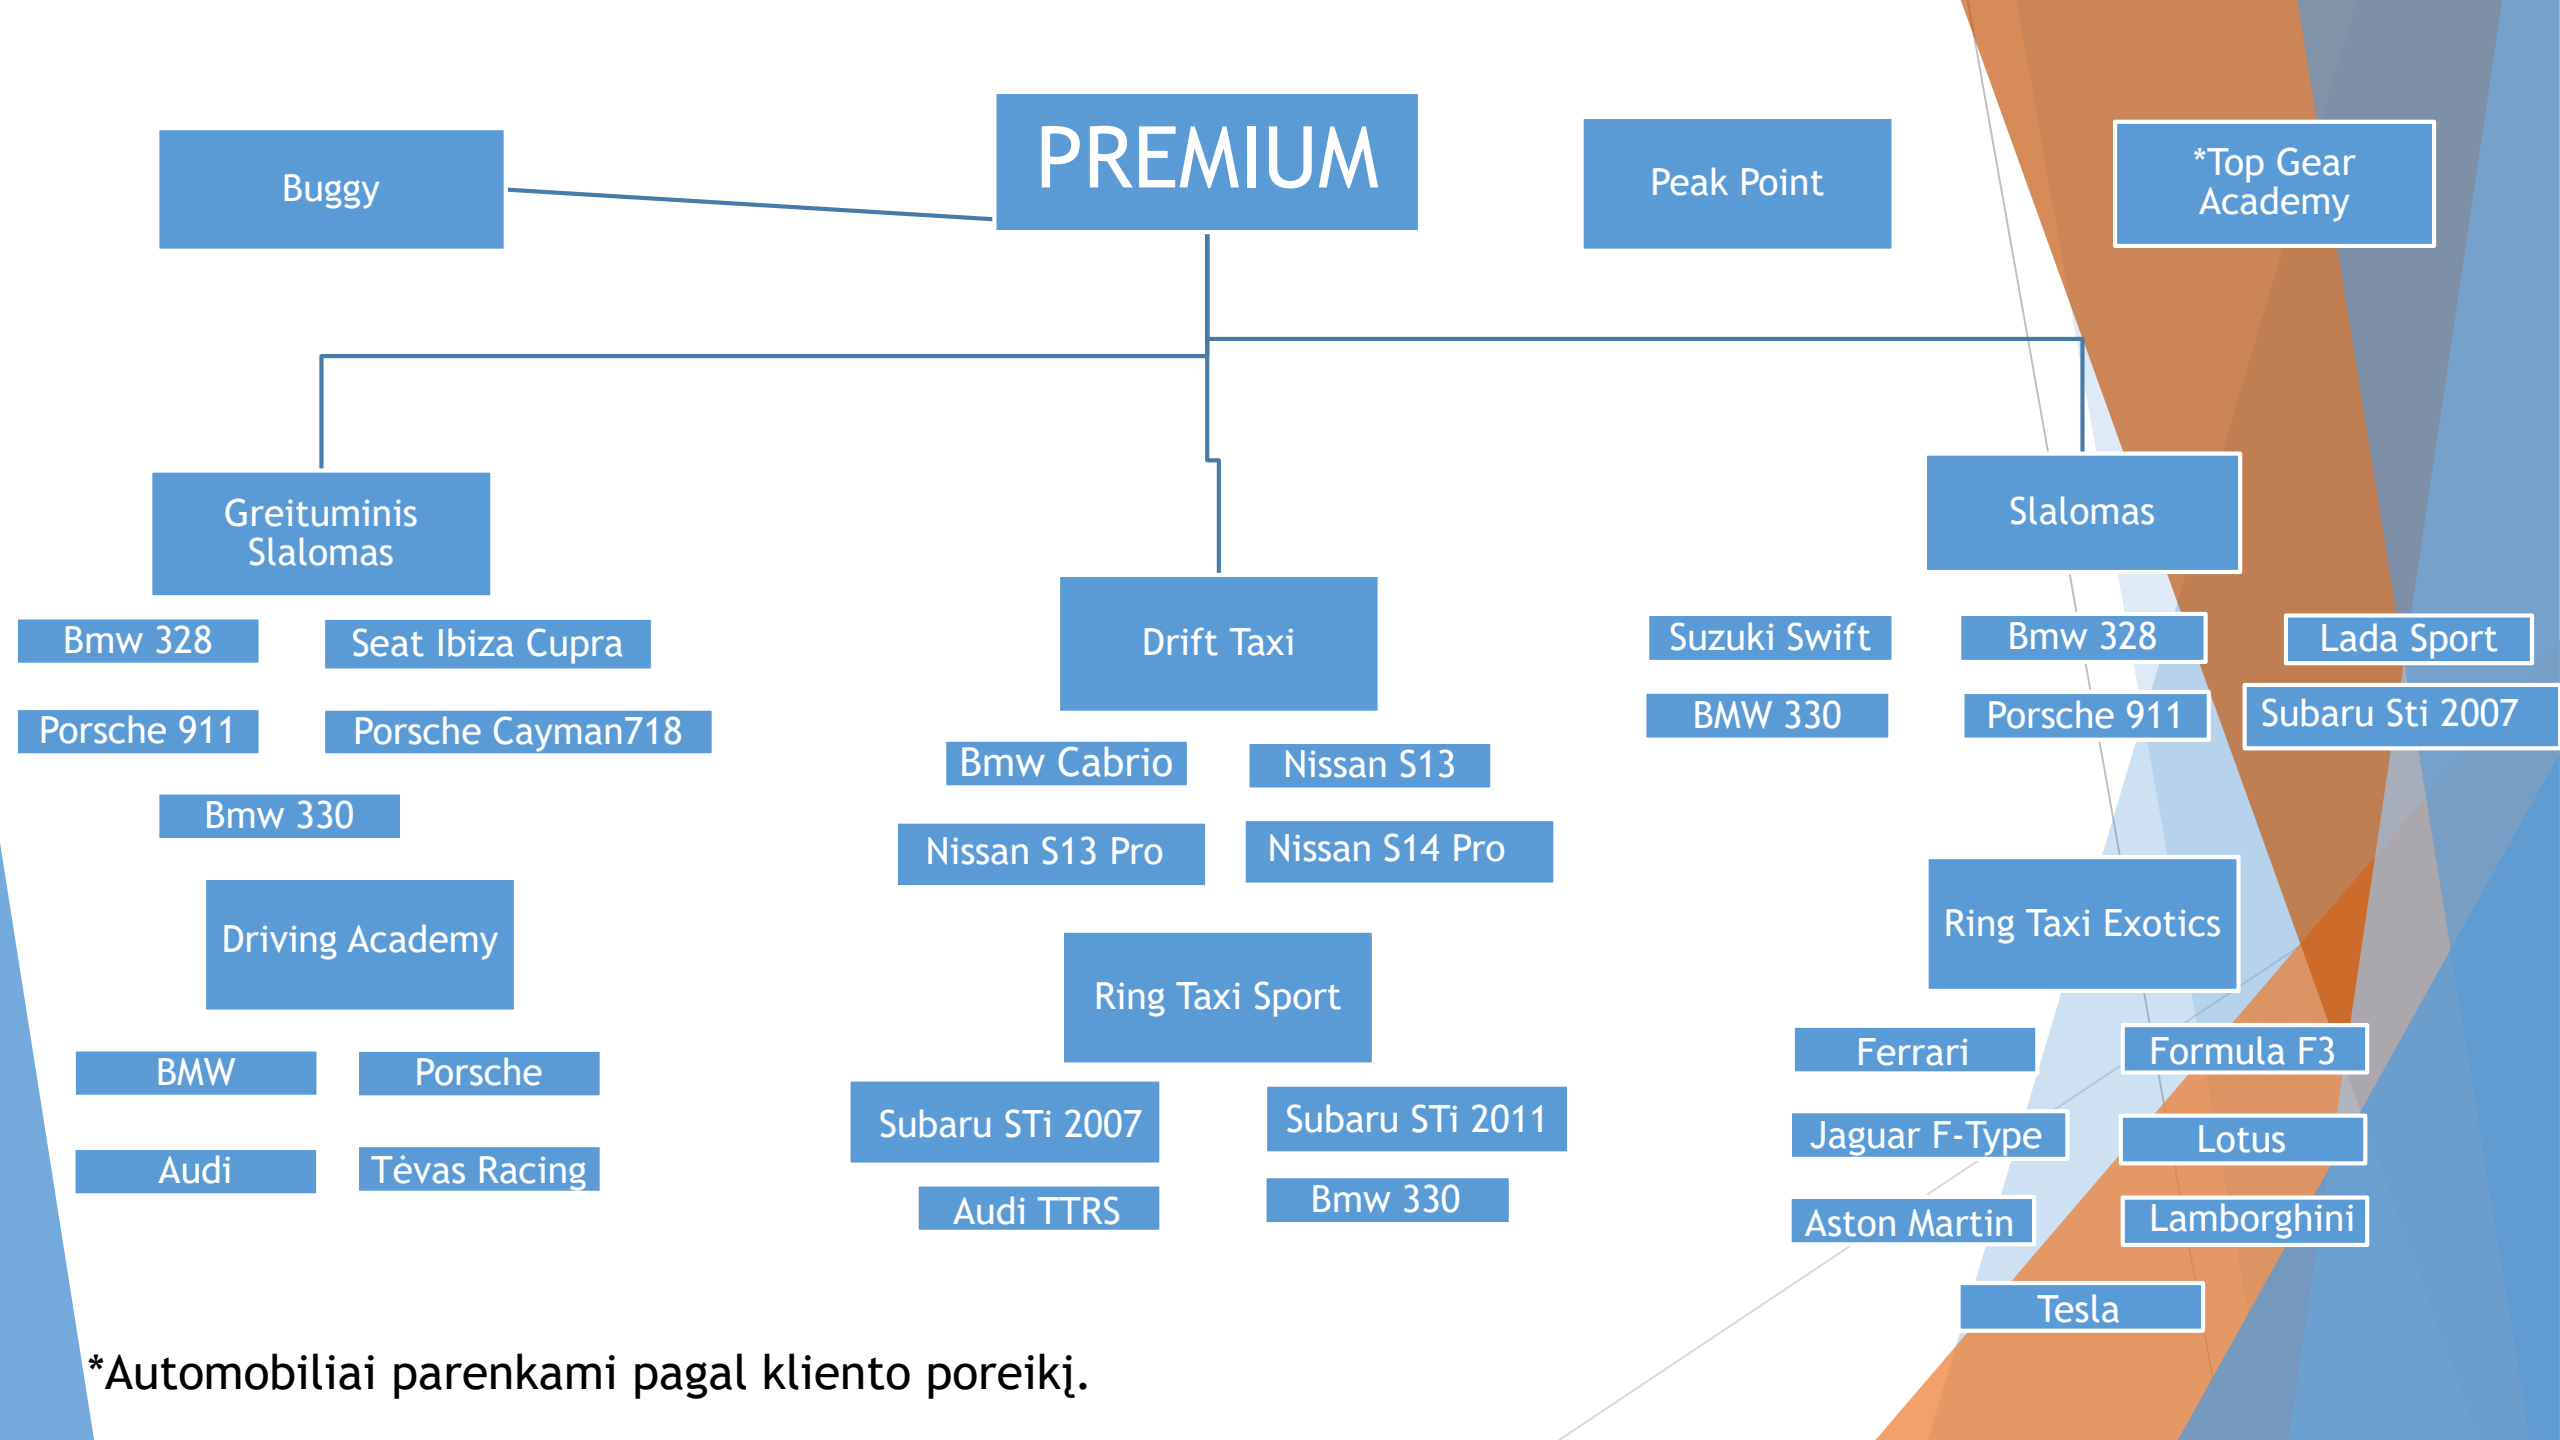 Buggy
PREMIUM
Peak Point
*Top Gear
Academy
Greituminis
Slalomas
Bmw 328
Seat Ibiza Cupra
Porsche 911
Porsche Cayman718
Bmw 330
Driving Academy
BMW
Porsche
Audi
Tėvas Racing
Drift Taxi
Bmw Cabrio
Nissan S13
Nissan S13 Pro
Nissan S14 Pro
Ring Taxi Sport
Subaru STi 2007
Subaru STi 2011
Audi TTRS
Bmw 330
Slalomas
Suzuki Swift
Bmw 328
Lada Sport
BMW 330
Porsche 911
Subaru Sti 2007
Ring Taxi Exotics
Ferrari
Formula F3
Jaguar F-Type
Lotus
Aston Martin
Lamborghini
Tesla
*Automobiliai parenkami pagal kliento poreikį.